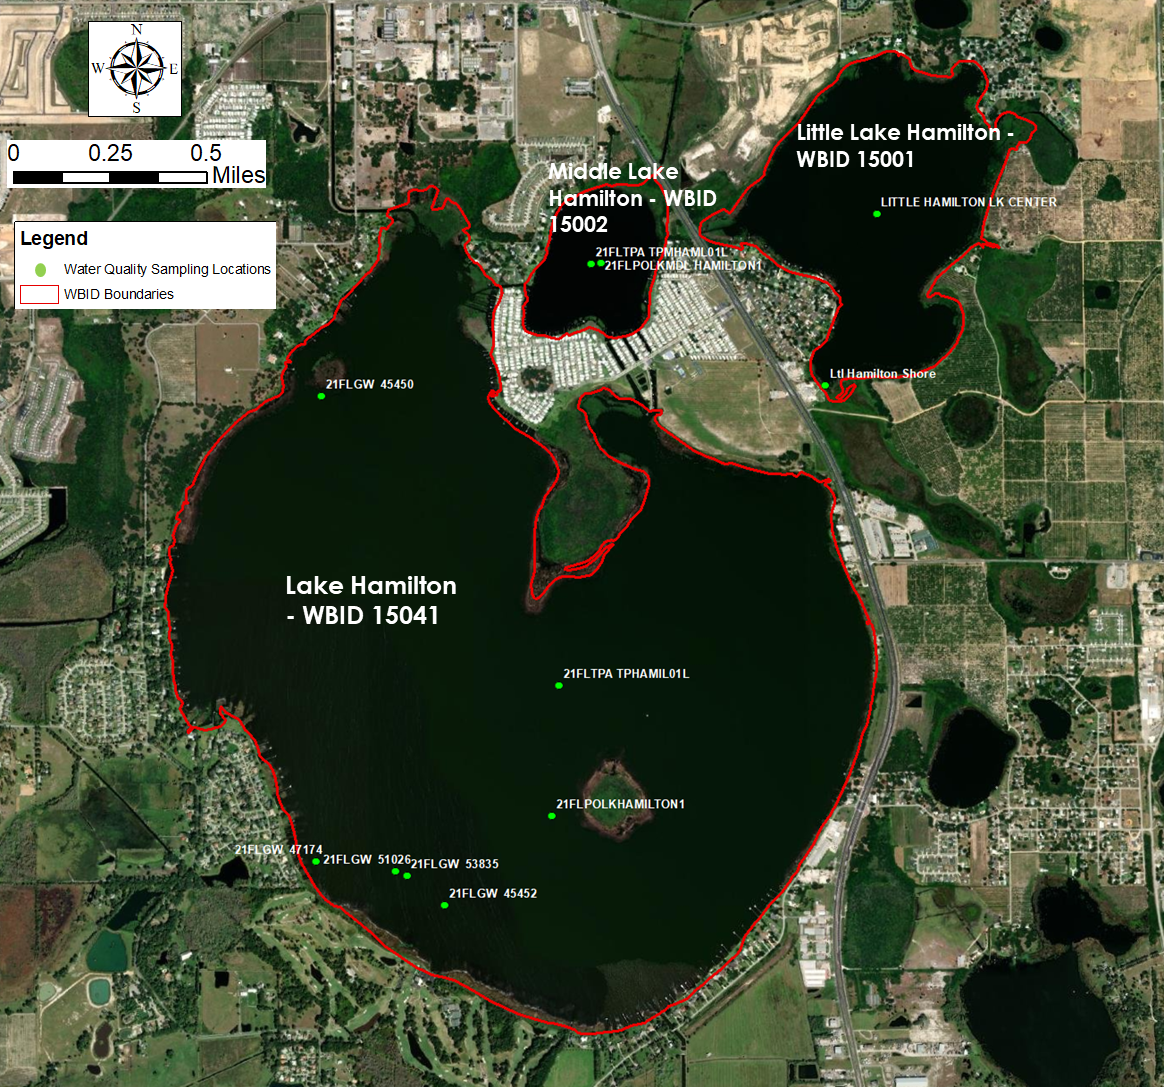 N
W E
S
0 0.25 0.5
Miles
Legend
Water Quality Sampling Locations
WBID Boundaries
Little Lake Hamilton -
WBID 15001
Middle Lake
Hamilton - WBID
15002
LITTLE HAMILTON LK CENTER
21FLTPA TPMHAML01L
21FLPOLKMDL HAMILTON1
Ltl Hamilton Shore
21FLGW 45450
Lake Hamilton
- WBID 15041
21FLTPA TPHAMIL01L
21FLPOLKHAMILTON1
21FLGW 47174
21FLGW 51026
21FLGW 53835
21FLGW 45452